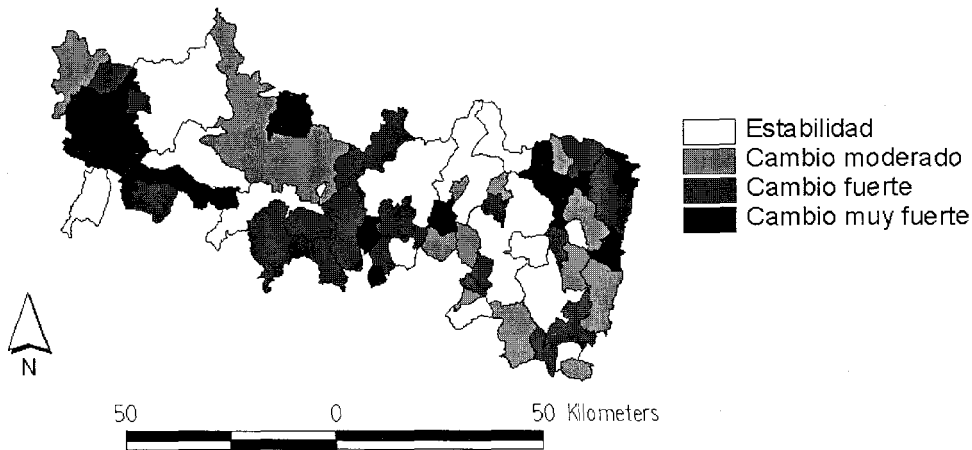 Estabilidad
Cambio moderado
Cambio fuerte
Cambio muy fuerte
N
50 0 50 Kilometers